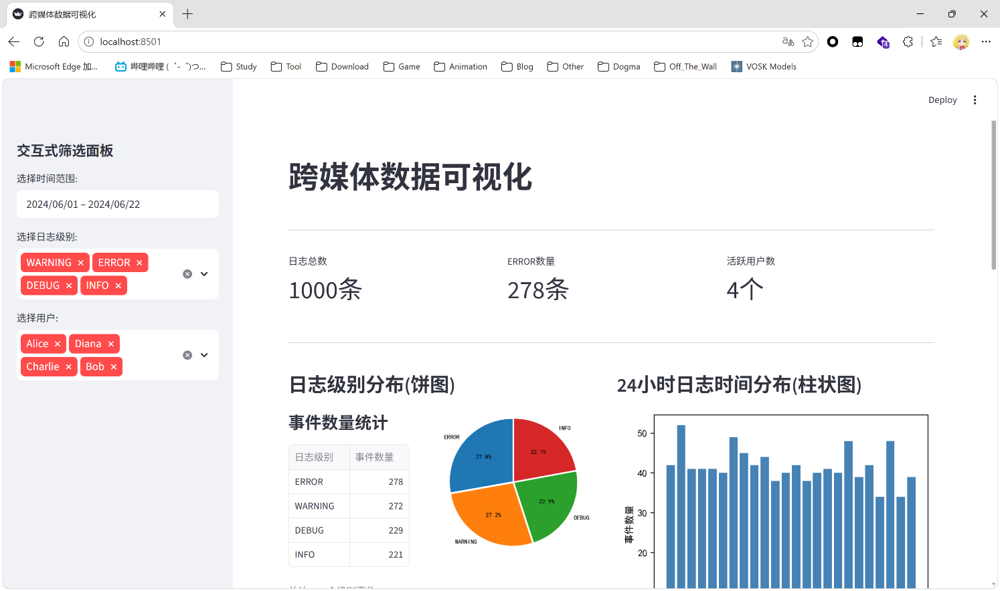 跨媒体数据可视化
localhost:8501
Microsoft Edge 加...
哔哩哔哩 (゜-゜)つ...
Study
Tool
Download
Game
Animation
Blog
Other
Dogma
Off_The_Wall
VOSK Models
Deploy
交互式筛选面板
选择时间范围:
2024/06/01 – 2024/06/22
选择日志级别:
WARNING ERROR
DEBUG INFO
选择用户:
Alice Diana
Charlie Bob
跨媒体数据可视化
日志总数
1000条
ERROR数量
278条
活跃用户数
4个
日志级别分布(饼图)
事件数量统计
日志级别 事件数量
ERROR 278
WARNING 272
DEBUG 229
INFO 221
ERROR
27.8%
INFO
22.1%
DEBUG
22.9%
WARNING
27.2%
24小时日志时间分布(柱状图)
50
40
30
20
事件数量